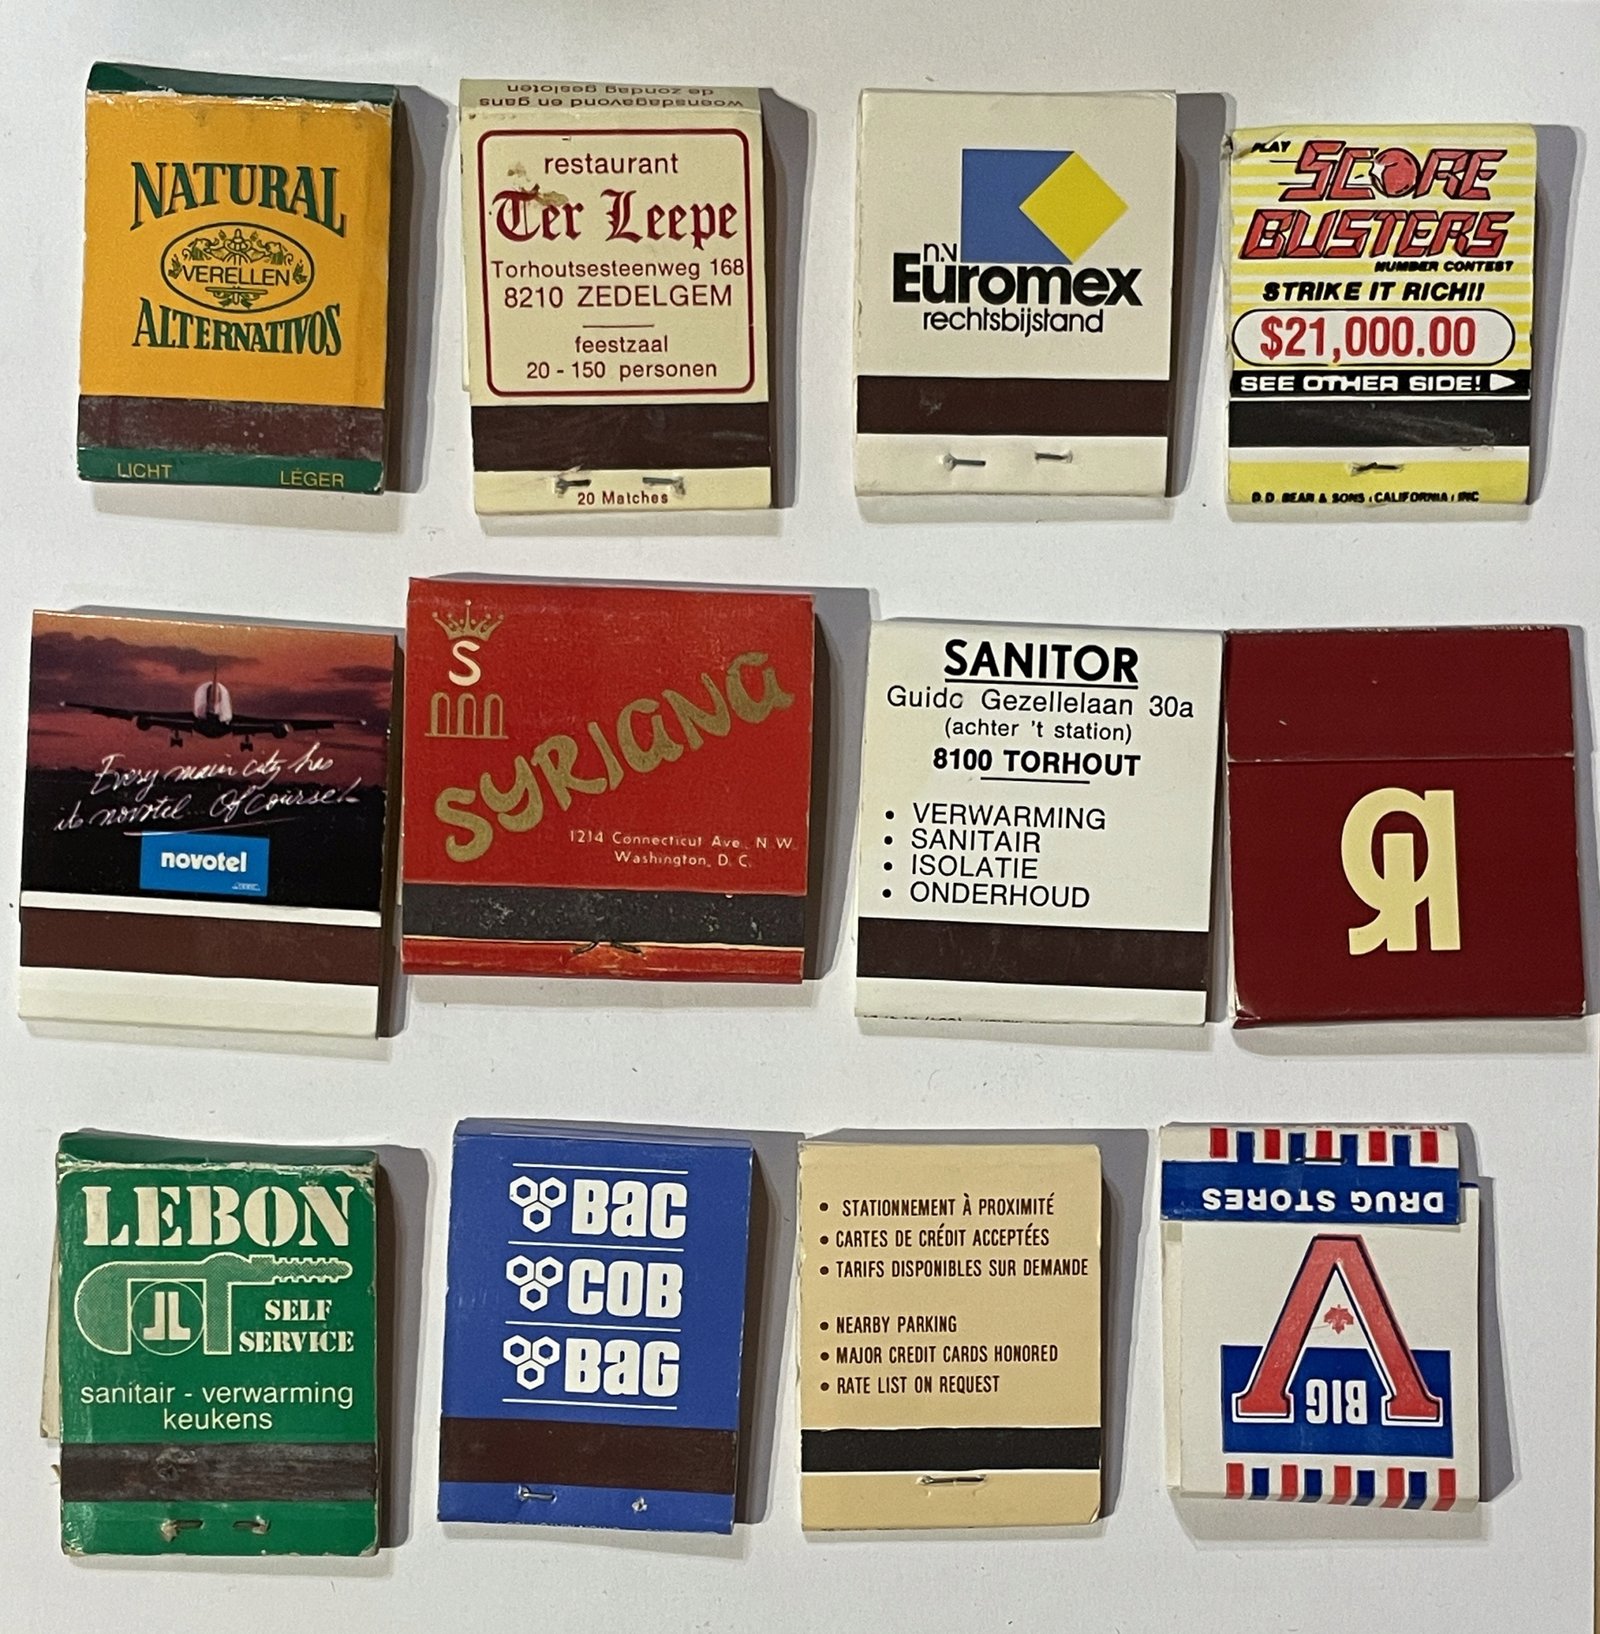 NATURAL
VERELLEN
ALTERNATIVOS
LICHT LÉGER
woensdagavond en gans
de zondag gesloten
restaurant
Ter Leepe
Torhoutsesteenweg 168
8210 ZEDELGEM
feestzaal
20 - 150 personen
20 Matches
n.v
Euromex
rechtsbijstand
PLAY
SCORE
BUSTERS
NUMBER CONTEST
STRIKE IT RICH!!
$21,000.00
SEE OTHER SIDE!
D.D. BEAN & SONS (CALIFORNIA) INC
Every main city has
its novotel... Of course!
novotel
S
SYRIANA
1214 Connecticut Ave. N.W.
Washington, D.C.
SANITOR
Guido Gezellelaan 30a
(achter 't station)
8100 TORHOUT
• VERWARMING
• SANITAIR
• ISOLATIE
• ONDERHOUD
LEBON
JL
SELF
SERVICE
sanitair - verwarming
keukens
BAC
COB
BAG
• STATIONNEMENT À PROXIMITÉ
• CARTES DE CRÉDIT ACCEPTÉES
• TARIFS DISPONIBLES SUR DEMANDE
• NEARBY PARKING
• MAJOR CREDIT CARDS HONORED
• RATE LIST ON REQUEST
DRUG STORES
BIG
V